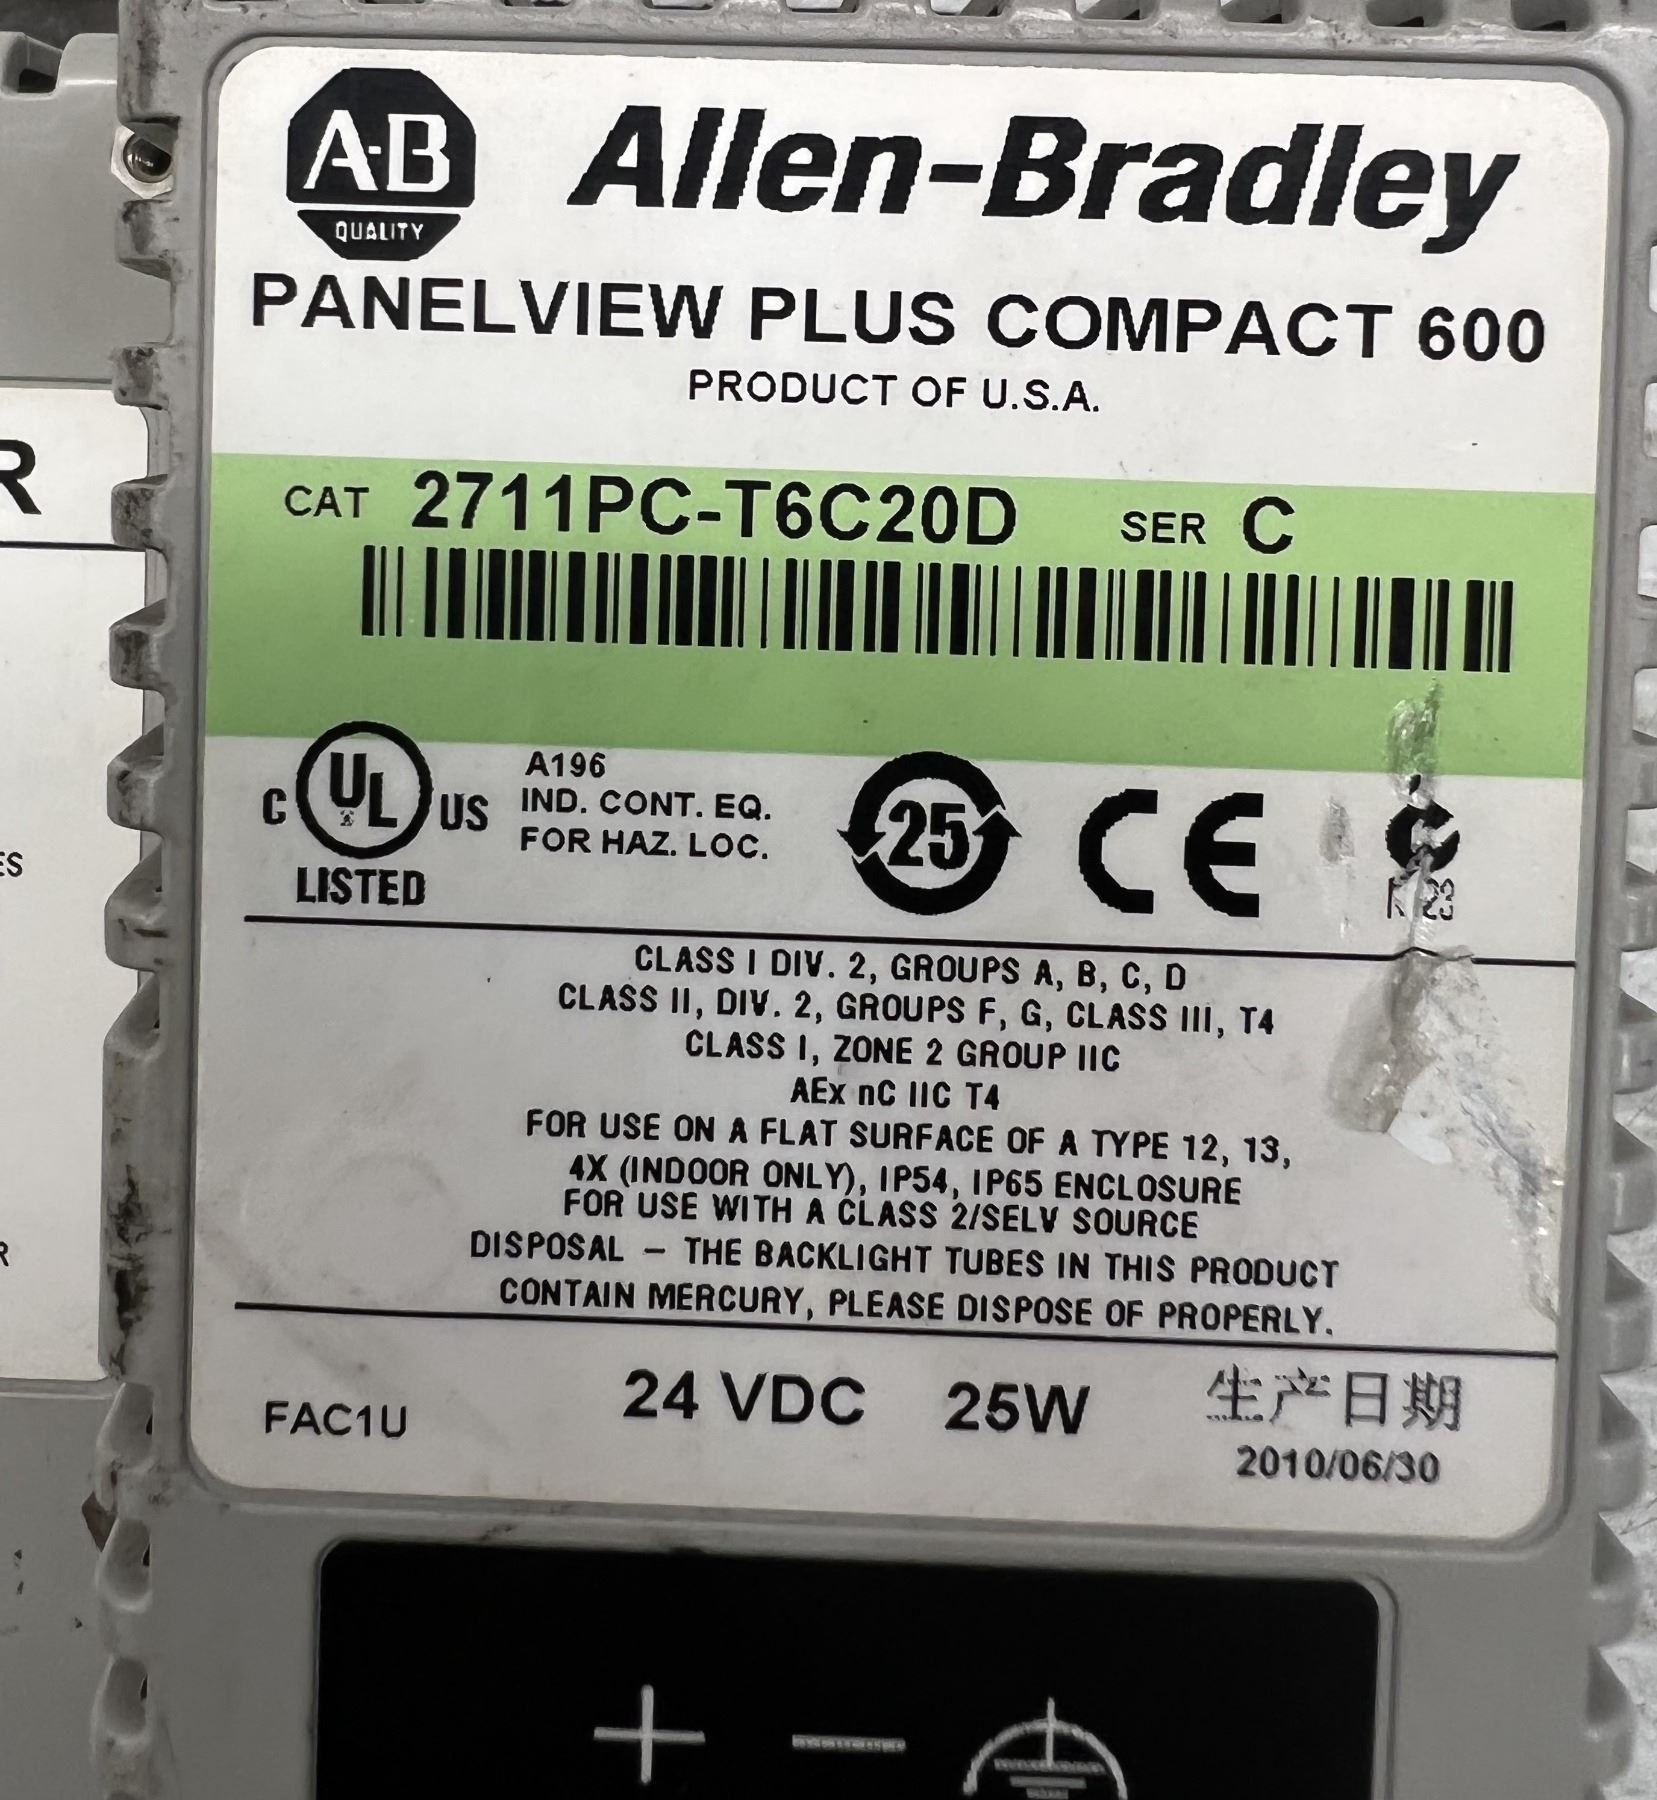 A-B
QUALITY
Allen-Bradley
PANELVIEW PLUS COMPACT 600
PRODUCT OF U.S.A.
CAT 2711PC-T6C20D SER C
C UL US
LISTED
A196
IND. CONT. EQ.
FOR HAZ. LOC.
25
CE
CLASS I DIV. 2, GROUPS A, B, C, D
CLASS II, DIV. 2, GROUPS F, G, CLASS III, T4
CLASS I, ZONE 2 GROUP IIC
AEx nC IIC T4
FOR USE ON A FLAT SURFACE OF A TYPE 12, 13,
4X (INDOOR ONLY), IP54, IP65 ENCLOSURE
FOR USE WITH A CLASS 2/SELV SOURCE
DISPOSAL – THE BACKLIGHT TUBES IN THIS PRODUCT
CONTAIN MERCURY, PLEASE DISPOSE OF PROPERLY.
FAC1U 24 VDC 25W 生产日期
2010/06/30
+ –